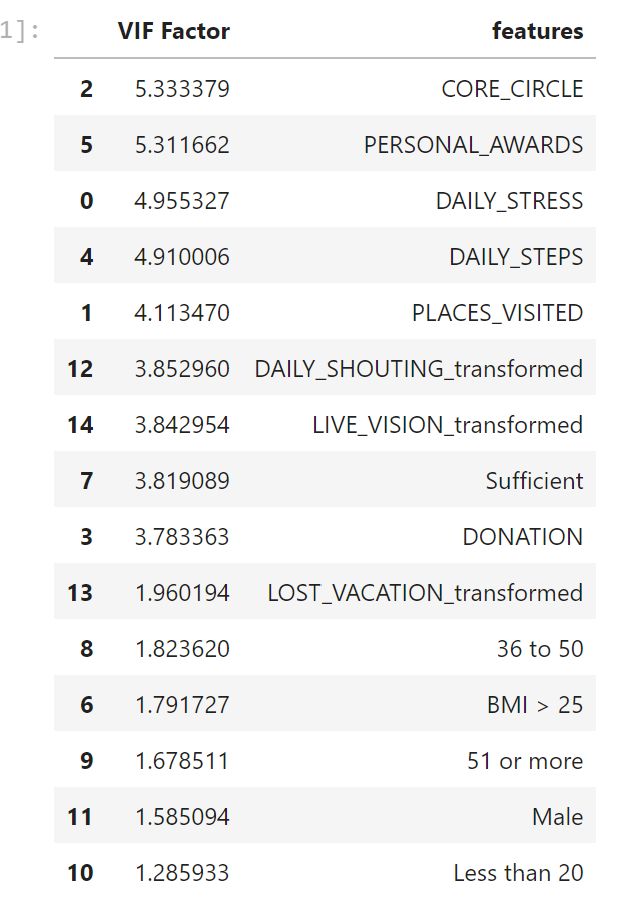 1]:
VIF Factor features
2 5.333379 CORE_CIRCLE
5 5.311662 PERSONAL_AWARDS
0 4.955327 DAILY_STRESS
4 4.910006 DAILY_STEPS
1 4.113470 PLACES_VISITED
12 3.852960 DAILY_SHOUTING_transformed
14 3.842954 LIVE_VISION_transformed
7 3.819089 Sufficient
3 3.783363 DONATION
13 1.960194 LOST_VACATION_transformed
8 1.823620 36 to 50
6 1.791727 BMI > 25
9 1.678511 51 or more
11 1.585094 Male
10 1.285933 Less than 20